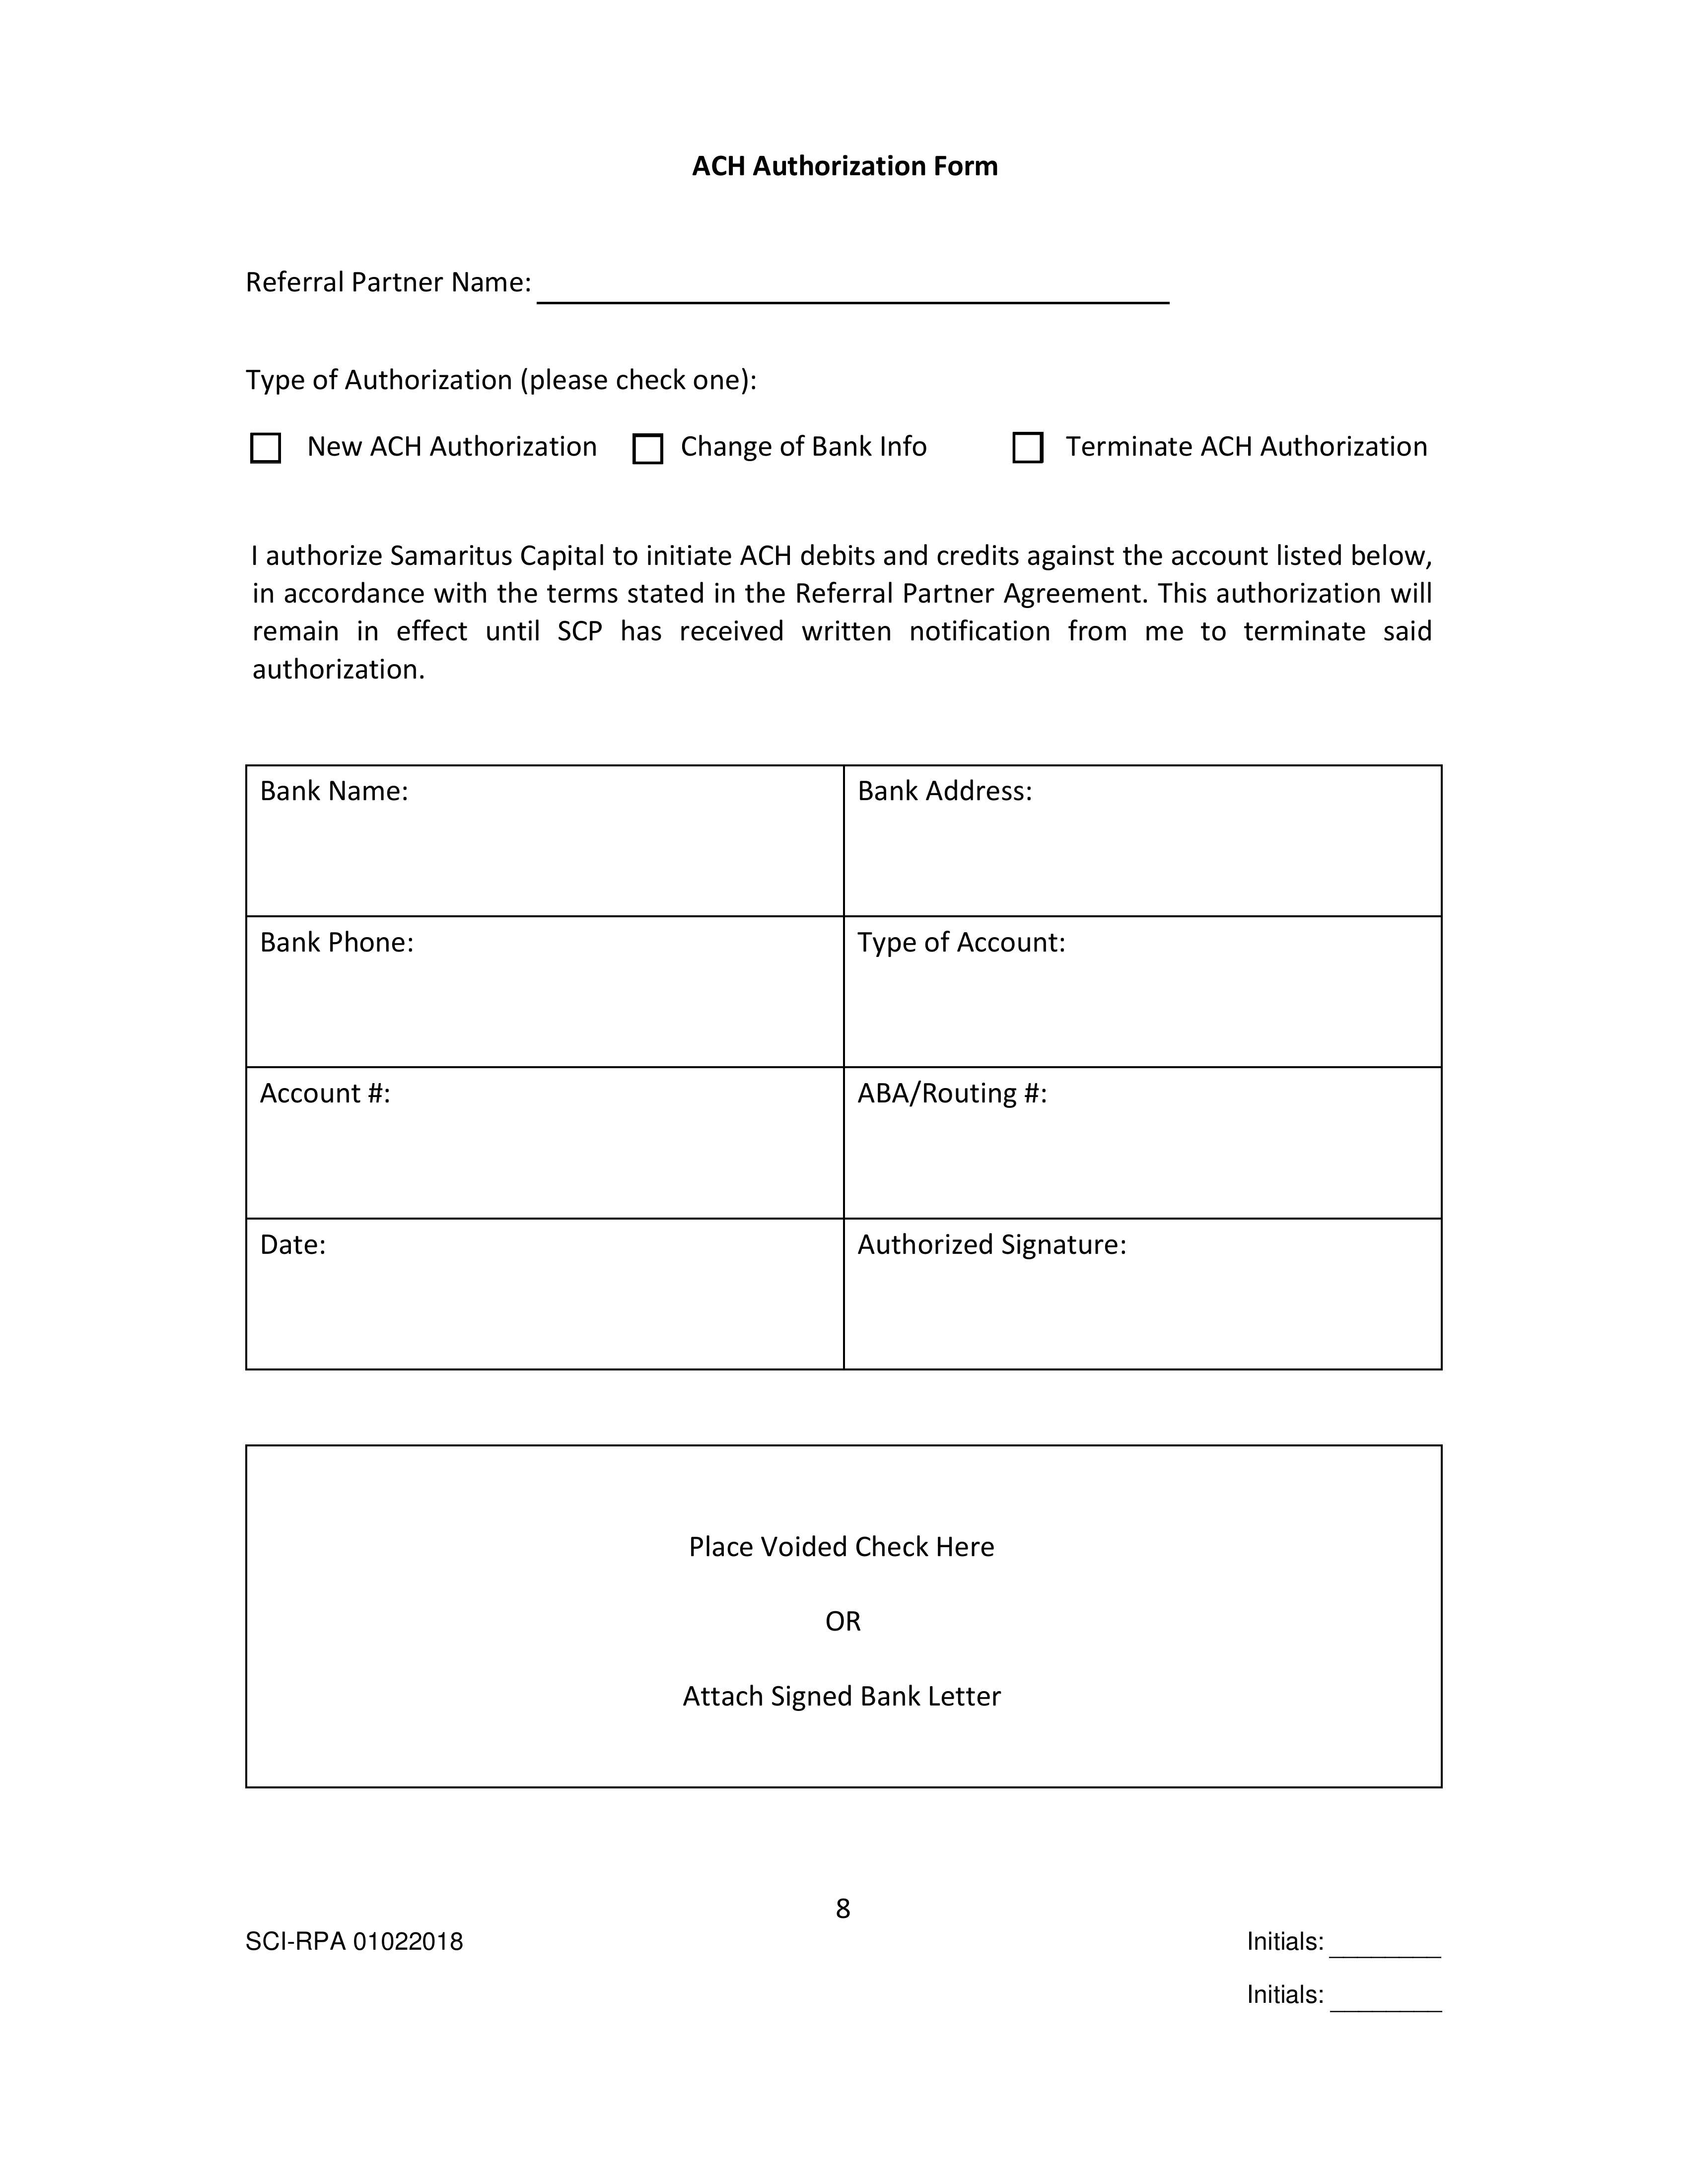 ACH Authorization Form
Referral Partner Name: ____________________
Type of Authorization (please check one):
☐ New ACH Authorization ☐ Change of Bank Info ☐ Terminate ACH Authorization
I authorize Samaritus Capital to initiate ACH debits and credits against the account listed below,
in accordance with the terms stated in the Referral Partner Agreement. This authorization will
remain in effect until SCP has received written notification from me to terminate said
authorization.
Bank Name: Bank Address:
Bank Phone: Type of Account:
Account #: ABA/Routing #:
Date: Authorized Signature:
Place Voided Check Here
OR
Attach Signed Bank Letter
8
SCI-RPA 01022018 Initials: ________
Initials: ________